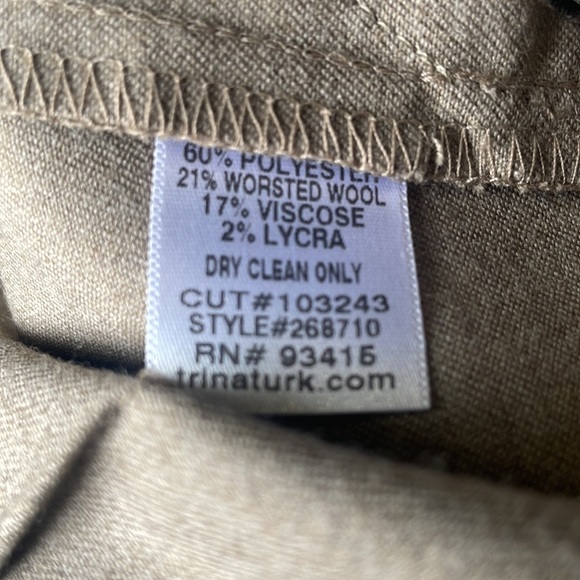 60% POLYESTER
21% WORSTED WOOL
17% VISCOSE
2% LYCRA
DRY CLEAN ONLY
CUT#103243
STYLE#268710
RN# 93415
trinaturk.com